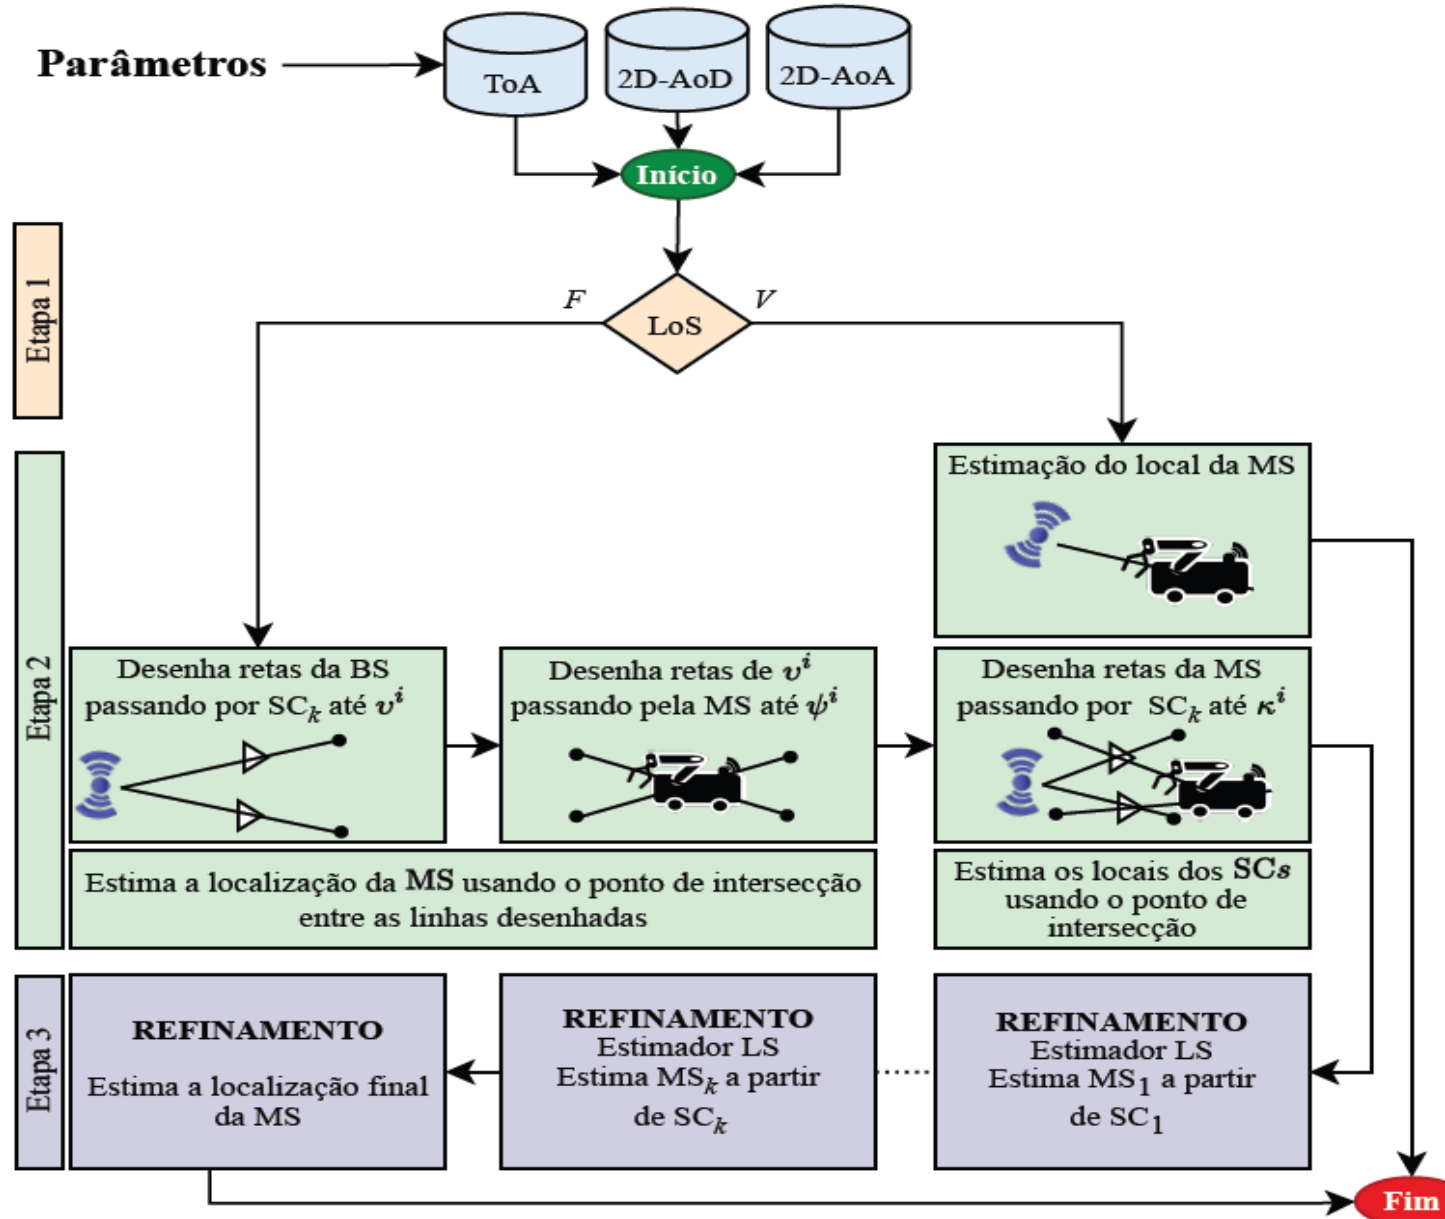 Parâmetros
ToA
2D-AoD
2D-AoA
Início
Etapa 1
F
V
LoS
Etapa 2
Estimação do local da MS
Desenha retas da BS
passando por SCₖ até υⁱ
Desenha retas de υⁱ
passando pela MS até ψⁱ
Desenha retas da MS
passando por SCₖ até κⁱ
Estima a localização da MS usando o ponto de intersecção
entre as linhas desenhadas
Estima os locais dos SCs
usando o ponto de
intersecção
Etapa 3
REFINAMENTO
Estima a localização final
da MS
REFINAMENTO
Estimador LS
Estima MSₖ a partir
de SCₖ
REFINAMENTO
Estimador LS
Estima MS₁ a partir
de SC₁
Fim